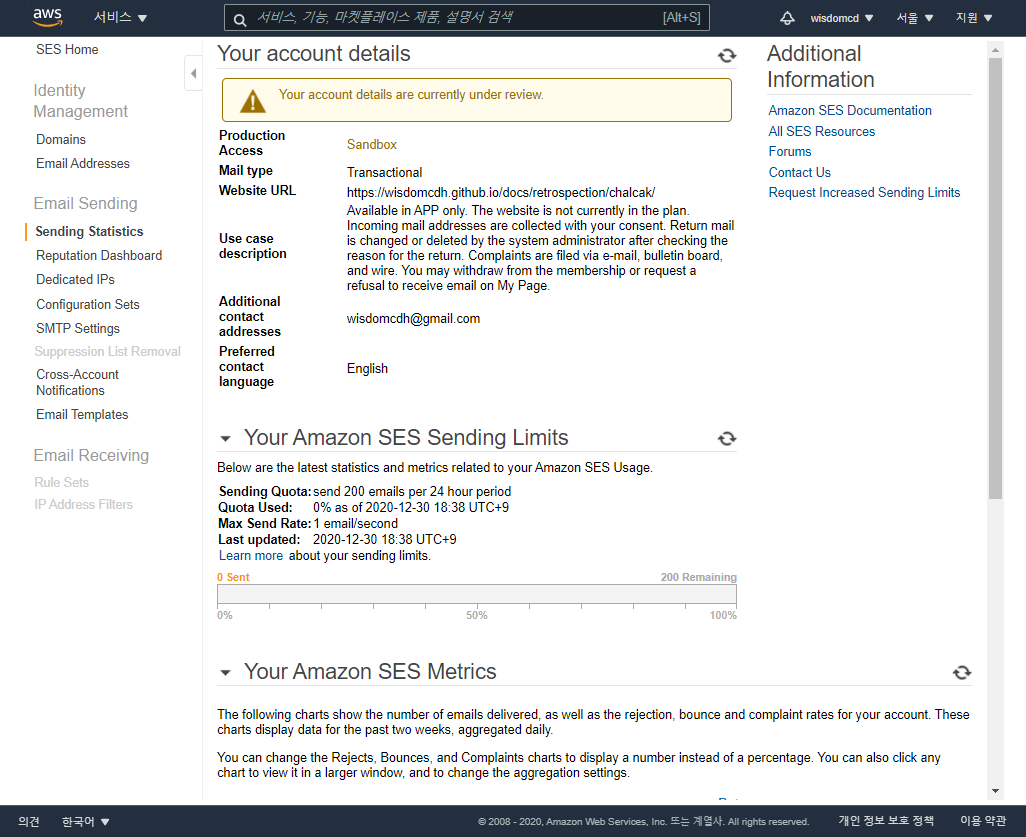 aws
서비스
서비스, 기능, 마켓플레이스 제품, 설명서 검색
[Alt+S]
wisdomcd
서울
지원
SES Home
Identity
Management
Domains
Email Addresses
Email Sending
Sending Statistics
Reputation Dashboard
Dedicated IPs
Configuration Sets
SMTP Settings
Suppression List Removal
Cross-Account
Notifications
Email Templates
Email Receiving
Rule Sets
IP Address Filters
Your account details
Your account details are currently under review.
Production
Access
Sandbox
Mail type
Transactional
Website URL
https://wisdomcdh.github.io/docs/retrospection/chalcak/
Use case
description
Available in APP only. The website is not currently in the plan.
Incoming mail addresses are collected with your consent. Return mail
is changed or deleted by the system administrator after checking the
reason for the return. Complaints are filed via e-mail, bulletin board,
and wire. You may withdraw from the membership or request a
refusal to receive email on My Page.
Additional
contact
addresses
wisdomcdh@gmail.com
Preferred
contact
language
English
Your Amazon SES Sending Limits
Below are the latest statistics and metrics related to your Amazon SES Usage.
Sending Quota: send 200 emails per 24 hour period
Quota Used: 0% as of 2020-12-30 18:38 UTC+9
Max Send Rate: 1 email/second
Last updated: 2020-12-30 18:38 UTC+9
Learn more about your sending limits.
0 Sent
200 Remaining
0%
50%
100%
Your Amazon SES Metrics
The following charts show the number of emails delivered, as well as the rejection, bounce and complaint rates for your account. These
charts display data for the past two weeks, aggregated daily.
You can change the Rejects, Bounces, and Complaints charts to display a number instead of a percentage. You can also click any
chart to view it in a larger window, and to change the aggregation settings.
Additional
Information
Amazon SES Documentation
All SES Resources
Forums
Contact Us
Request Increased Sending Limits
의견
한국어
© 2008 - 2020, Amazon Web Services, Inc. 또는 계열사. All rights reserved.
개인 정보 보호 정책
이용 약관